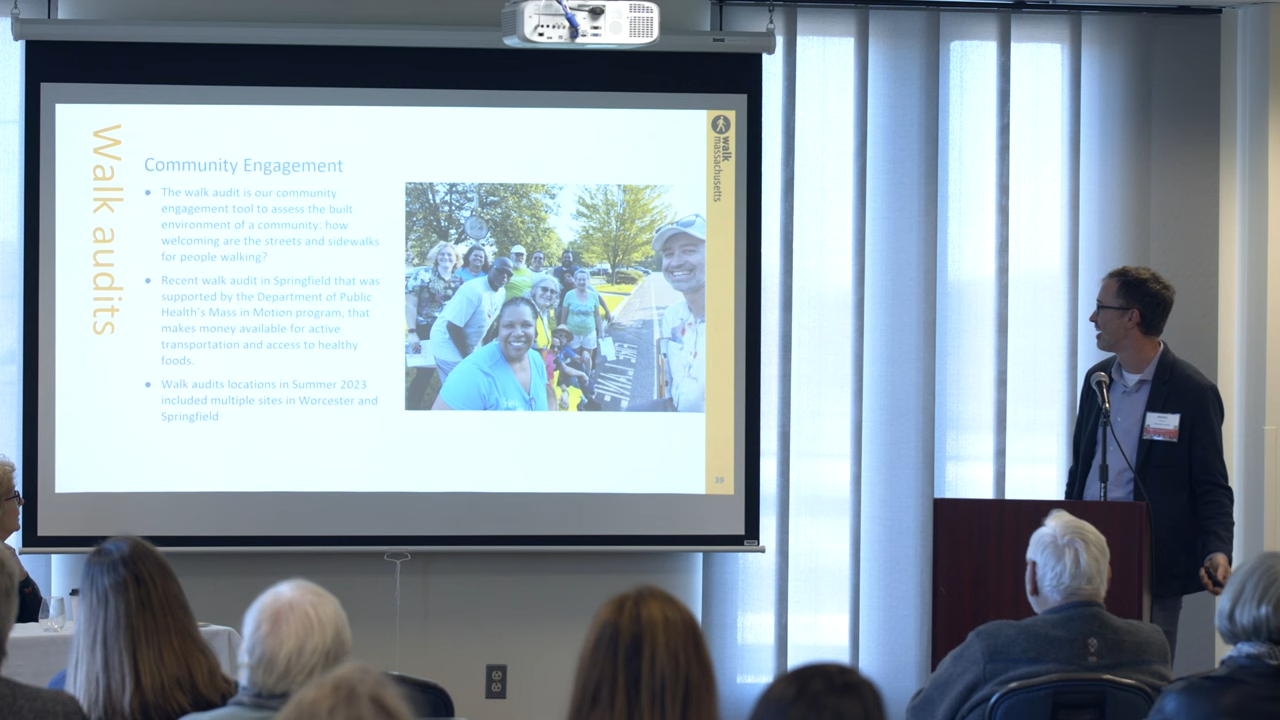 Walk audits
Community Engagement
The walk audit is our community
engagement tool to assess the built
environment of a community: how
welcoming are the streets and sidewalks
for people walking?
Recent walk audit in Springfield that was
supported by the Department of Public
Health's Mass in Motion program, that
makes money available for active
transportation and access to healthy
foods.
Walk audits locations in Summer 2023
included multiple sites in Worcester and
Springfield
walk
massachusetts
39